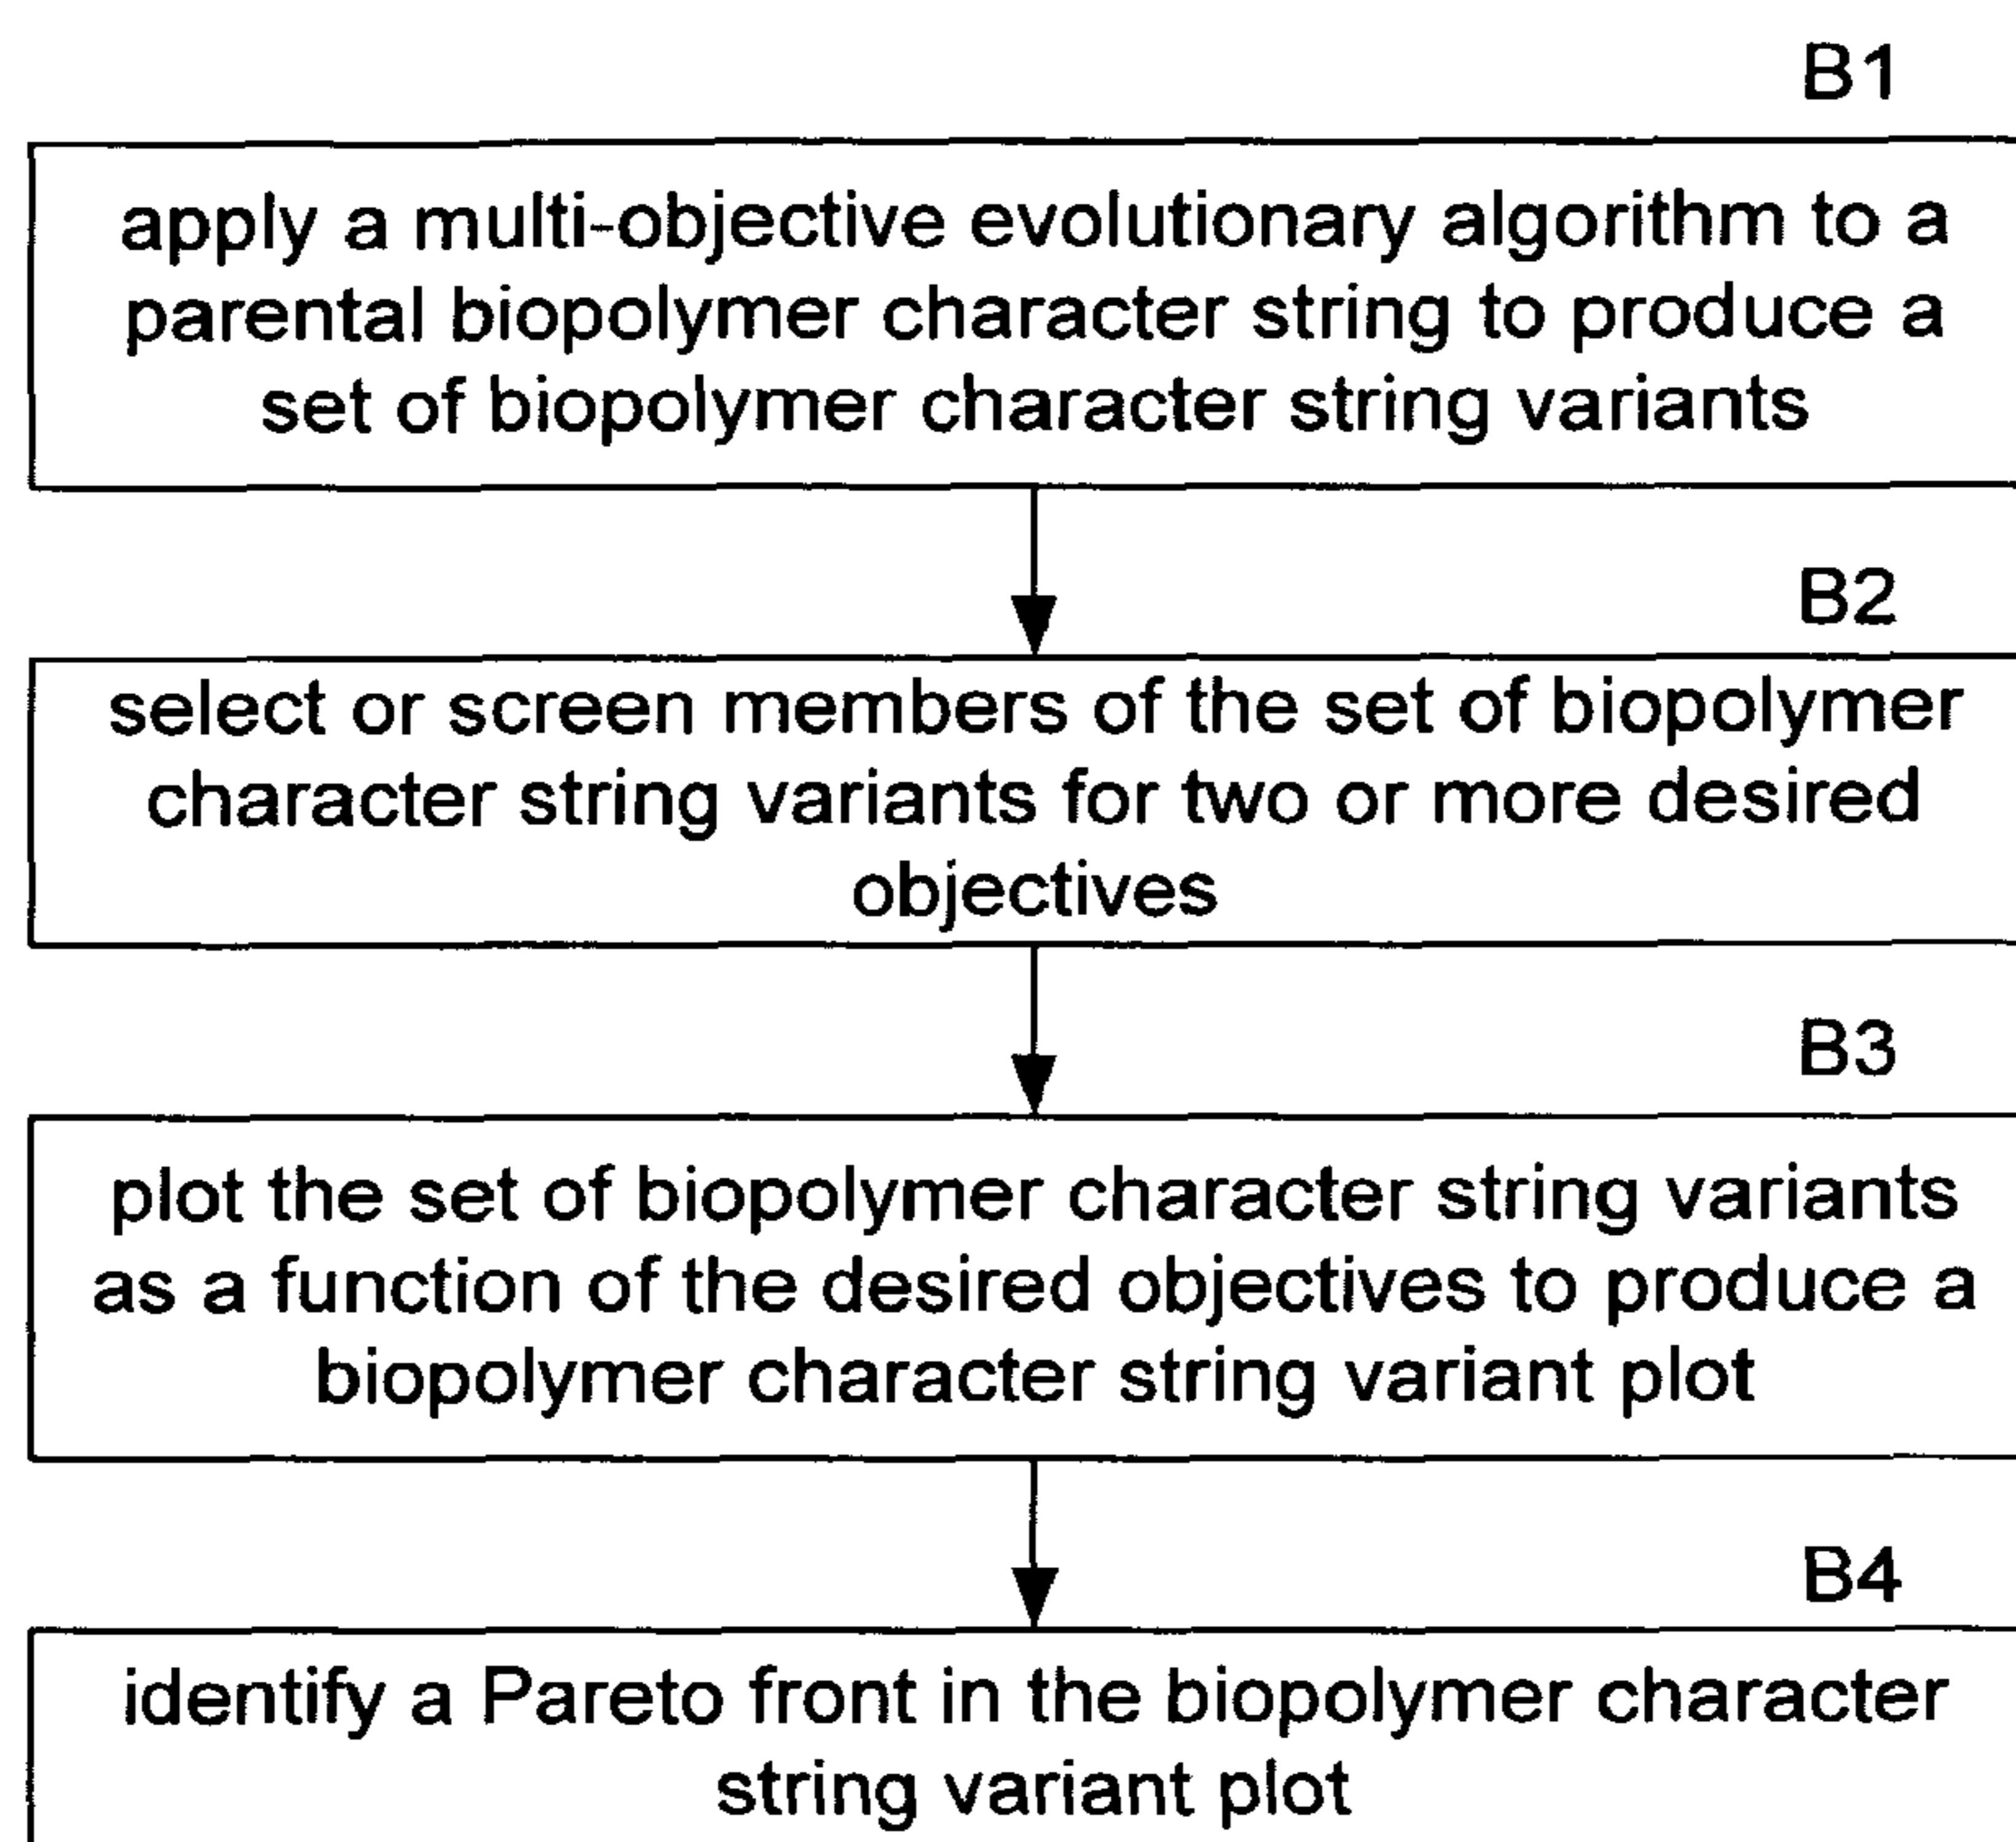 B1
apply a multi-objective evolutionary algorithm to a
parental biopolymer character string to produce a
set of biopolymer character string variants
B2
select or screen members of the set of biopolymer
character string variants for two or more desired
objectives
B3
plot the set of biopolymer character string variants
as a function of the desired objectives to produce a
biopolymer character string variant plot
B4
identify a Pareto front in the biopolymer character
string variant plot